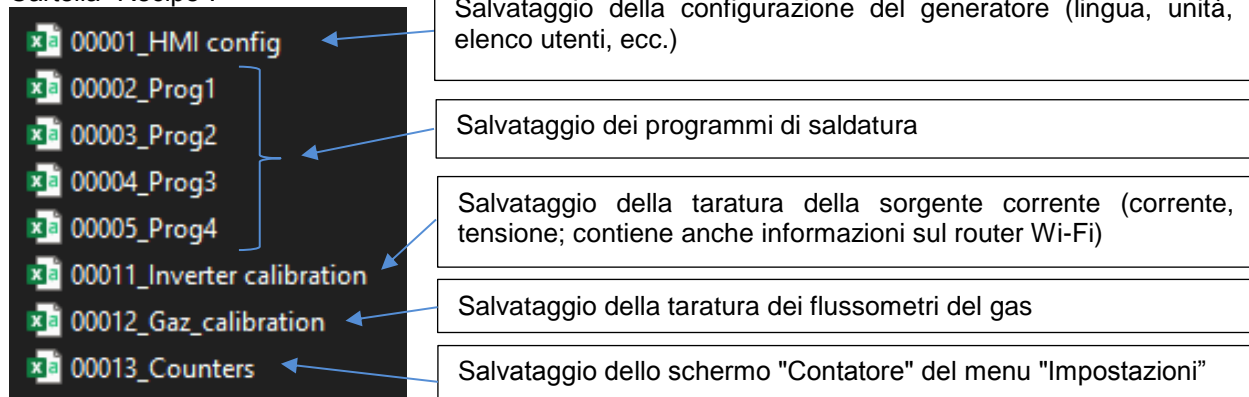 Cartella "Recipe":
00001_HMI config
00002_Prog1
00003_Prog2
00004_Prog3
00005_Prog4
00011_Inverter calibration
00012_Gaz_calibration
00013_Counters
Salvataggio della configurazione del generatore (lingua, unità,
elenco utenti, ecc.)
Salvataggio dei programmi di saldatura
Salvataggio della taratura della sorgente corrente (corrente,
tensione; contiene anche informazioni sul router Wi-Fi)
Salvataggio della taratura dei flussometri del gas
Salvataggio dello schermo "Contatore" del menu "Impostazioni”